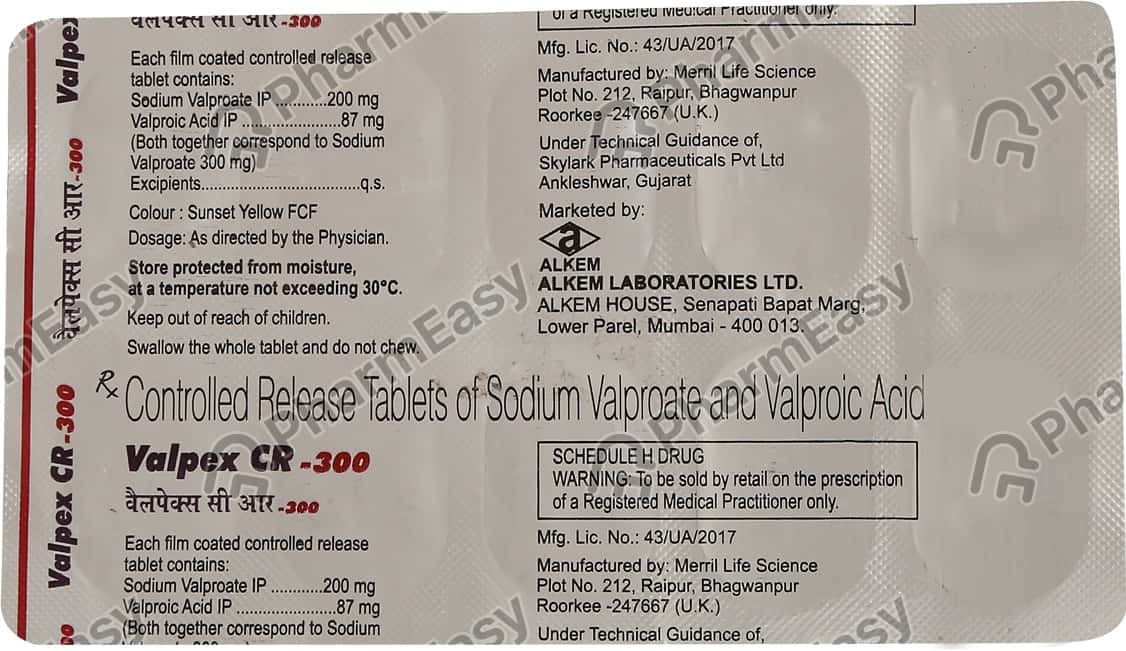 वैलपेक्स सी आर-300
Each film coated controlled release
tablet contains:
Sodium Valproate IP ............200 mg
Valproic Acid IP ........................87 mg
(Both together correspond to Sodium
Valproate 300 mg)
Excipients.....................................q.s.
Colour : Sunset Yellow FCF
Dosage: As directed by the Physician.
Store protected from moisture,
at a temperature not exceeding 30°C.
Keep out of reach of children.
Swallow the whole tablet and do not chew.
of a Registered Medical Practitioner only.
Mfg. Lic. No.: 43/UA/2017
Manufactured by: Merril Life Science
Plot No. 212, Raipur, Bhagwanpur
Roorkee -247667 (U.K.)
Under Technical Guidance of,
Skylark Pharmaceuticals Pvt Ltd
Ankleshwar, Gujarat
Marketed by:
a
ALKEM
ALKEM LABORATORIES LTD.
ALKEM HOUSE, Senapati Bapat Marg,
Lower Parel, Mumbai - 400 013.
Rx Controlled Release Tablets of Sodium Valproate and Valproic Acid
Valpex CR -300
वैलपेक्स सी आर -300
Each film coated controlled release
tablet contains:
Sodium Valproate IP ............200 mg
Valproic Acid IP ........................87 mg
(Both together correspond to Sodium
SCHEDULE H DRUG
WARNING: To be sold by retail on the prescription
of a Registered Medical Practitioner only.
Mfg. Lic. No.: 43/UA/2017
Manufactured by: Merril Life Science
Plot No. 212, Raipur, Bhagwanpur
Roorkee -247667 (U.K.)
Under Technical Guidance of,
Valpex
वैलपेक्स सी आर -300
Valpex CR-300
PharmEasy
PharmEasy
PharmEasy
PharmEasy